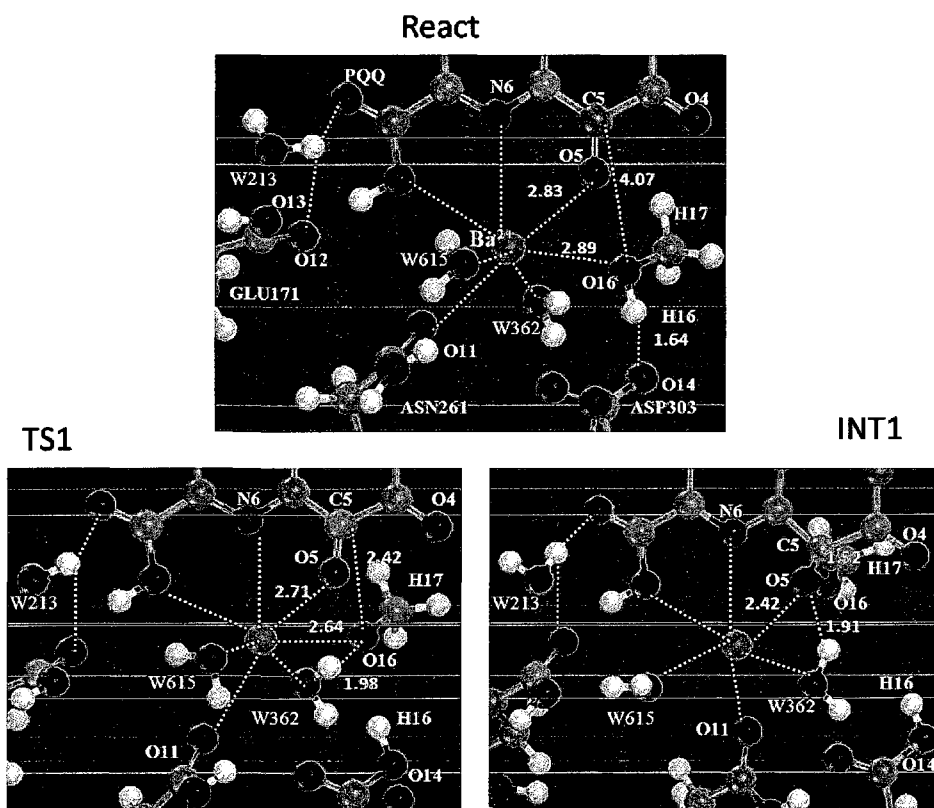 React
PQQ
N6
C5
O4
O5
W213
2.83
4.07
H17
O13
O12
Ba
W615
2.89
O16
GLU171
W362
H16
1.64
O11
O14
ASN261
ASP303
TS1
INT1
N6
C5
O4
O5
2.42
H17
W213
2.71
2.64
O16
W615
1.98
W362
H16
O11
O14
N6
C5
O4
O5
H17
W213
2.42
O16
1.91
W615
W362
H16
O11
O14